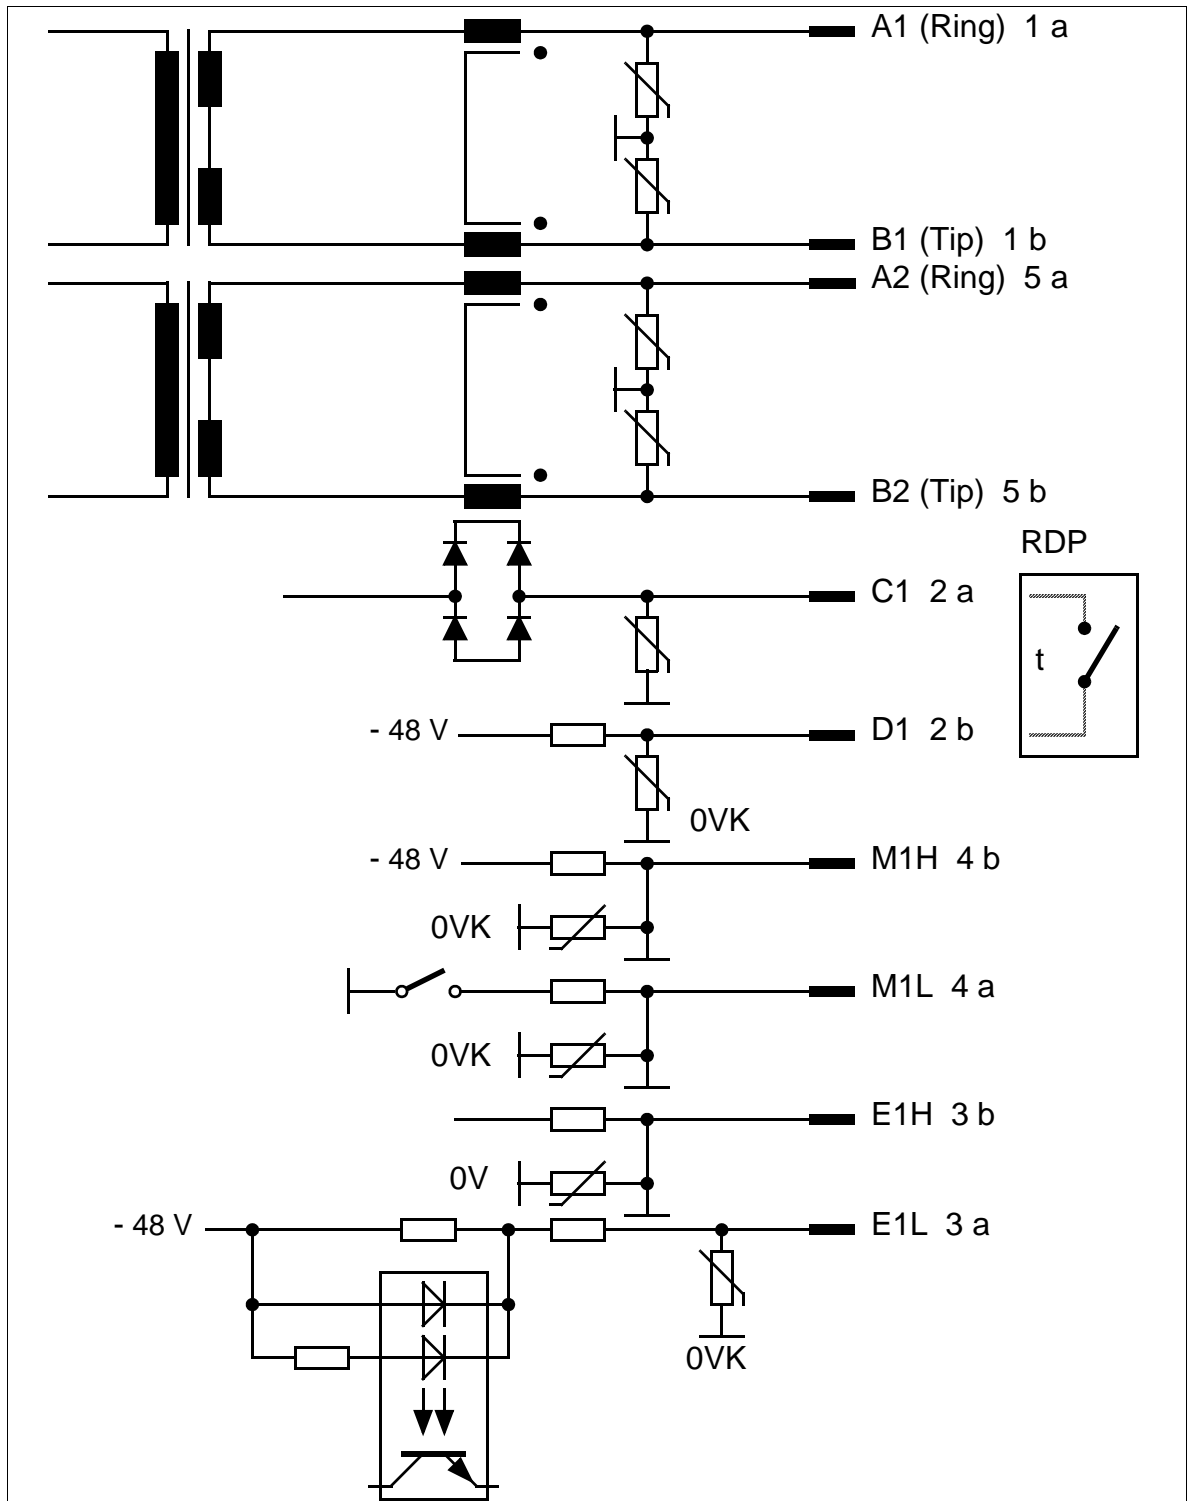 A1 (Ring) 1 a
B1 (Tip) 1 b
A2 (Ring) 5 a
B2 (Tip) 5 b
RDP
C1 2 a
t
- 48 V
D1 2 b
0VK
- 48 V
M1H 4 b
0VK
M1L 4 a
0VK
E1H 3 b
0V
- 48 V
E1L 3 a
0VK